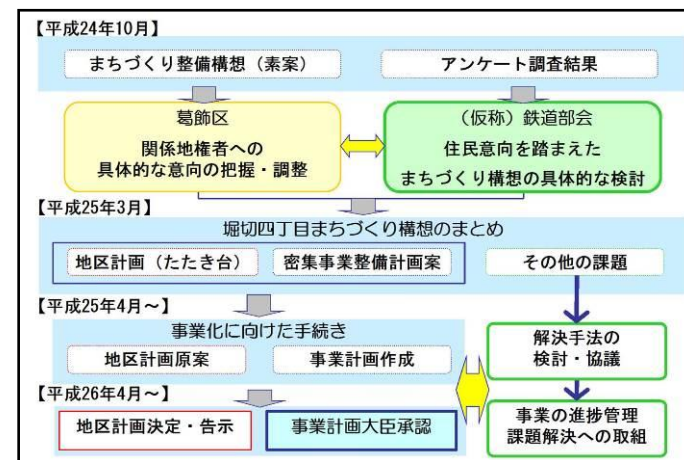 【平成24年10月】
まちづくり整備構想（素案）
アンケート調査結果
葛飾区
関係地権者への
具体的な意向の把握・調整
（仮称）鉄道部会
住民意向を踏まえた
まちづくり構想の具体的な検討
【平成25年3月】
堀切四丁目まちづくり構想のまとめ
地区計画（たたき台）
密集事業整備計画案
その他の課題
【平成25年4月～】
事業化に向けた手続き
地区計画原案
事業計画作成
解決手法の
検討・協議
【平成26年4月～】
地区計画決定・告示
事業計画大臣承認
事業の進捗管理
課題解決への取組